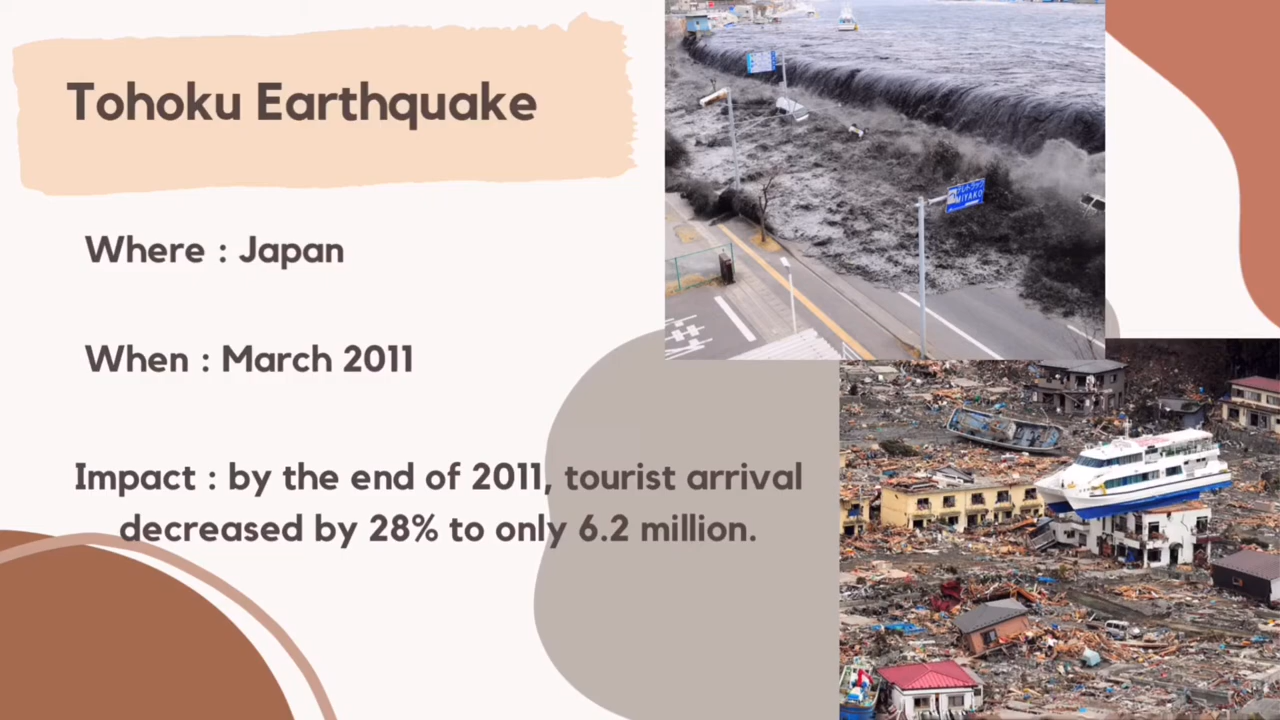 Tohoku Earthquake
Where : Japan
When : March 2011
Impact : by the end of 2011, tourist arrival
decreased by 28% to only 6.2 million.
MIYAKO